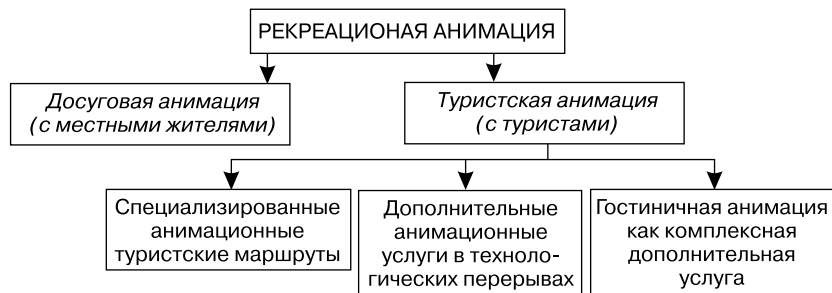 РЕКРЕАЦИОНАЯ АНИМАЦИЯ
Досуговая анимация
(с местными жителями)
Туристская анимация
(с туристами)
Специализированные
анимационные
туристские маршруты
Дополнительные
анимационные
услуги в техноло-
гических перерывах
Гостиничная анимация
как комплексная
дополнительная
услуга